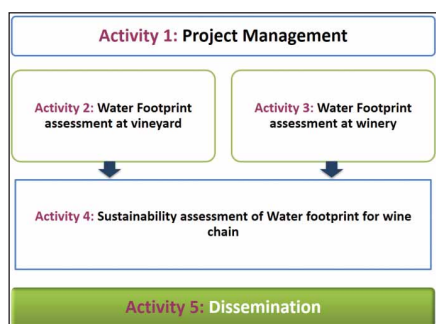 Activity 1: Project Management
Activity 2: Water Footprint
assessment at vineyard
Activity 3: Water Footprint
assessment at winery
Activity 4: Sustainability assessment of Water footprint for wine
chain
Activity 5: Dissemination